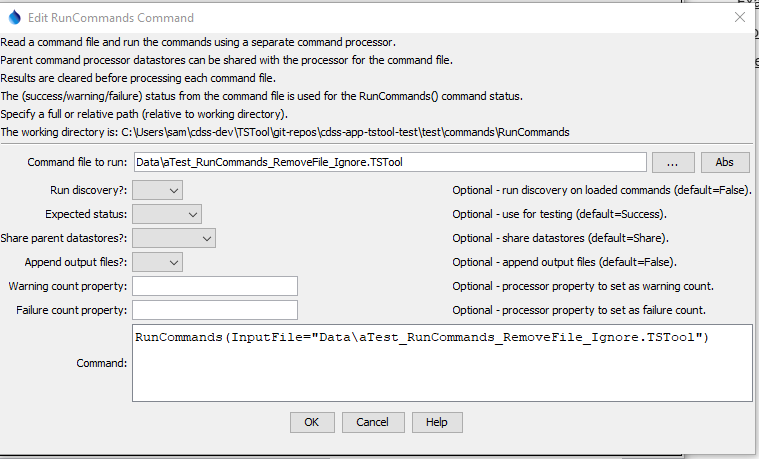 Edit RunCommands Command
Read a command file and run the commands using a separate command processor.
Parent command processor datastores can be shared with the processor for the command file.
Results are cleared before processing each command file.
The (success/warning/failure) status from the command file is used for the RunCommands() command status.
Specify a full or relative path (relative to working directory).
The working directory is: C:\Users\sam\cdss-dev\TSTool\git-repos\cdss-app-tstool-test\test\commands\RunCommands
Command file to run: Data\aTest_RunCommands_RemoveFile_Ignore.TSTool ... Abs
Run discovery?: Optional - run discovery on loaded commands (default=False).
Expected status: Optional - use for testing (default=Success).
Share parent datastores?: Optional - share datastores (default=Share).
Append output files?: Optional - append output files (default=False).
Warning count property: Optional - processor property to set as warning count.
Failure count property: Optional - processor property to set as failure count.
Command: RunCommands(InputFile="Data\aTest_RunCommands_RemoveFile_Ignore.TSTool")
OK Cancel Help